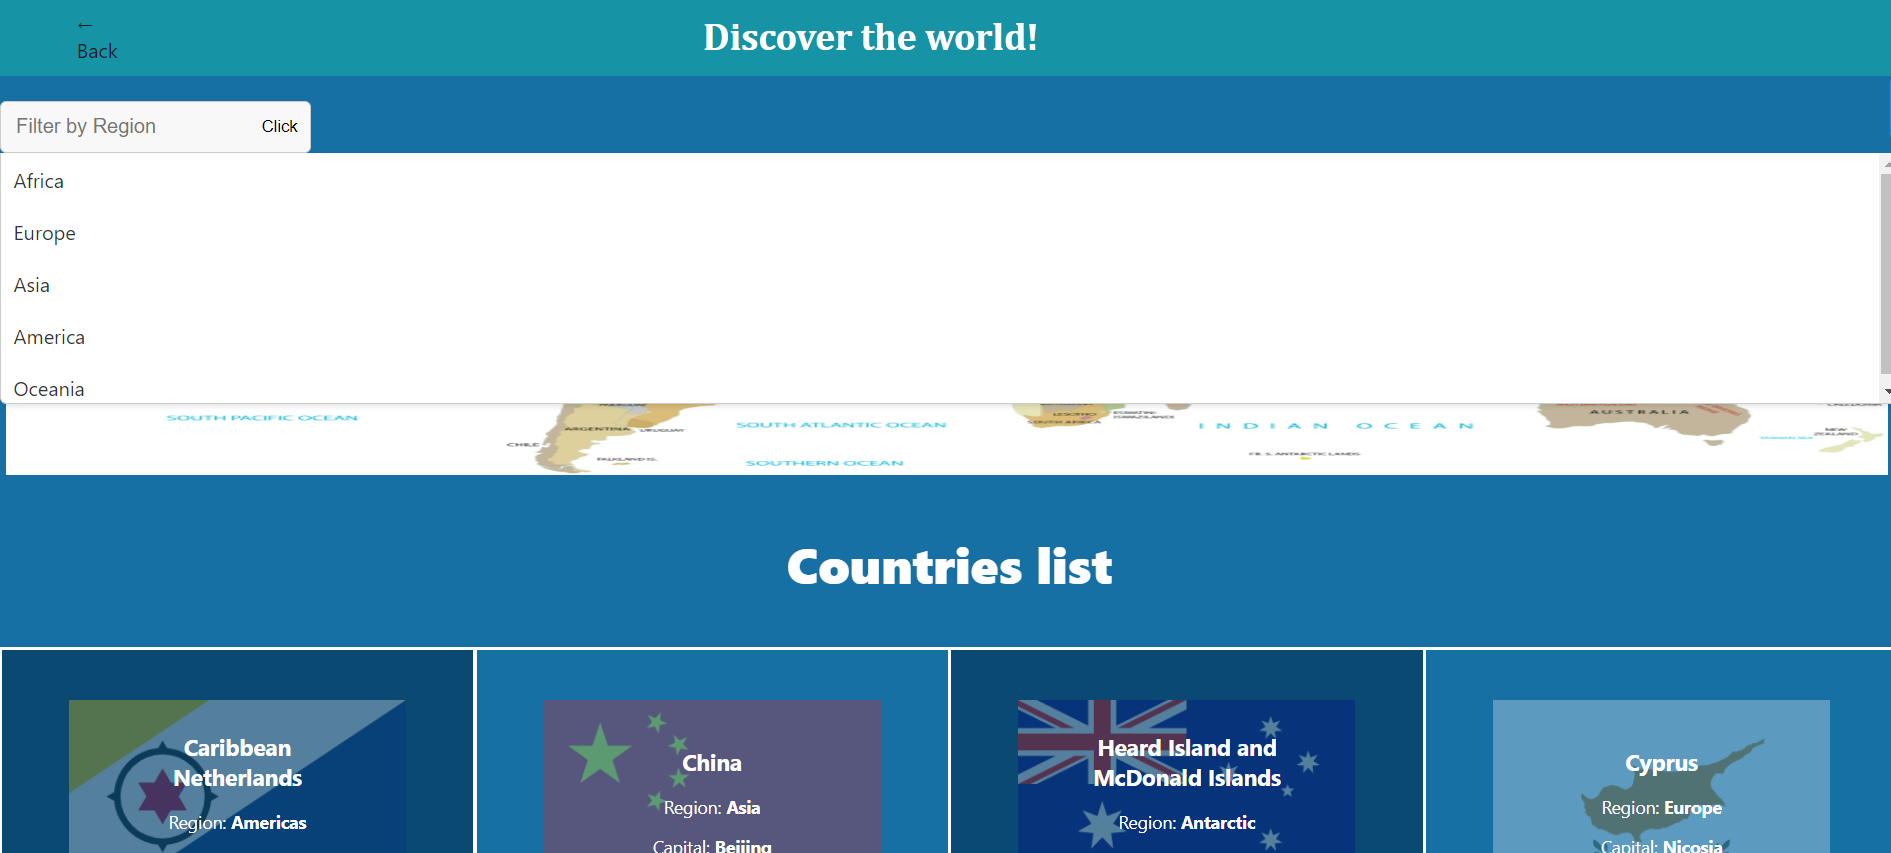 ←
Back
Discover the world!
Filter by Region
Click
Africa
Europe
Asia
America
Oceania
SOUTH PACIFIC OCEAN
CHILE
ARGENTINA
URUGUAY
FALKLAND IS.
SOUTH ATLANTIC OCEAN
SOUTHERN OCEAN
LESOTHO
SOUTH AFRICA
INDIAN OCEAN
FR. S. ANTARCTIC LANDS
AUSTRALIA
NEW
ZEALAND
Countries list
Caribbean
Netherlands
Region: Americas
China
Region: Asia
Capital: Beijing
Heard Island and
McDonald Islands
Region: Antarctic
Cyprus
Region: Europe
Capital: Nicosia